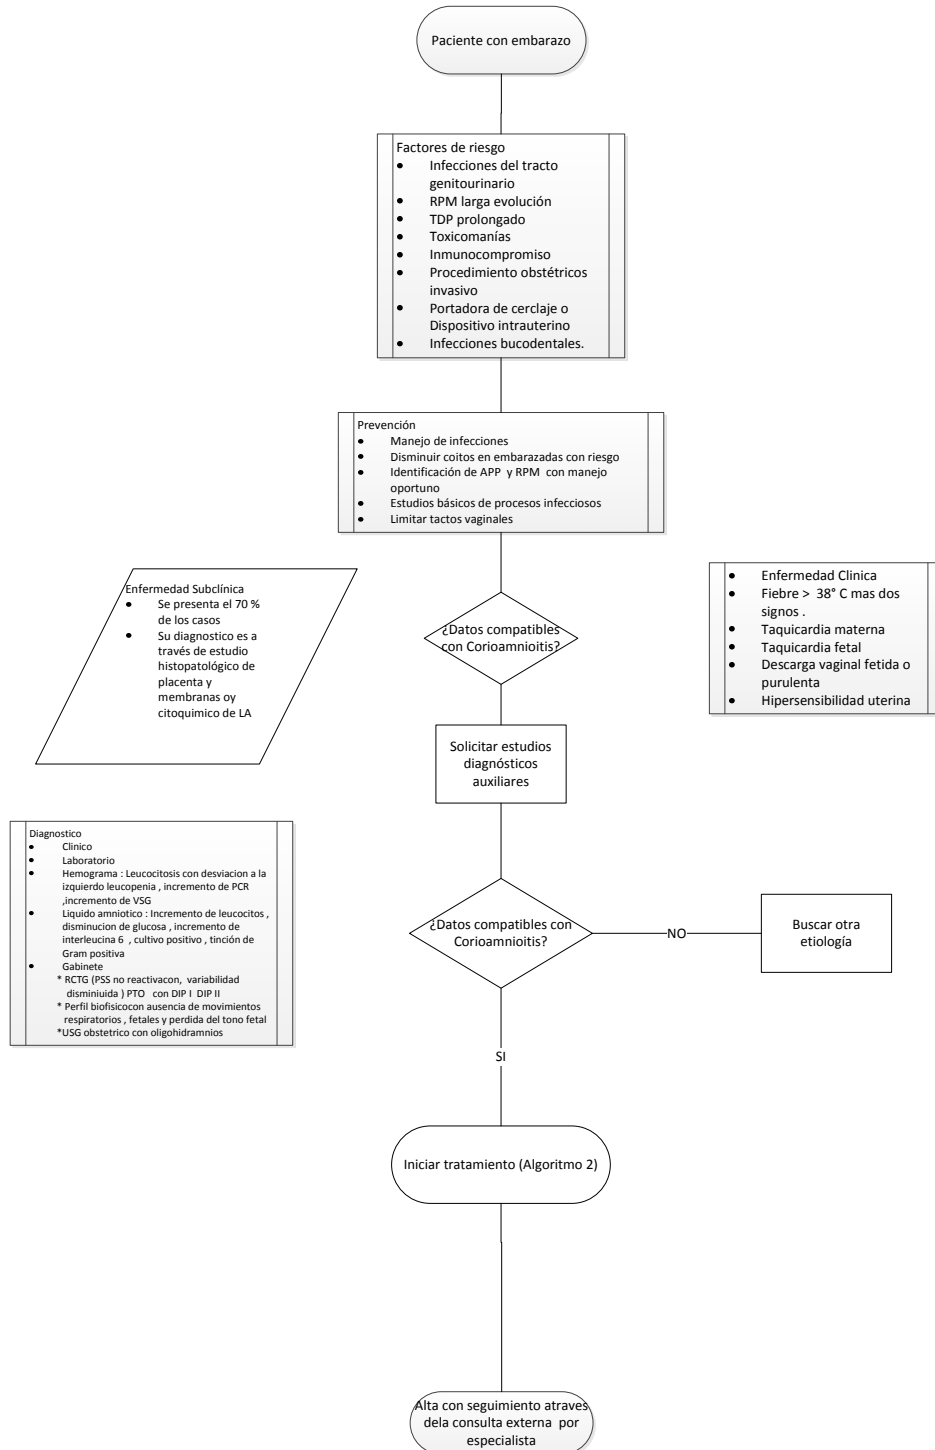 Paciente con embarazo
Factores de riesgo
● Infecciones del tracto
genitourinario
● RPM larga evolución
● TDP prolongado
● Toxicomanías
● Inmunocompromiso
● Procedimiento obstétricos
invasivo
● Portadora de cerclaje o
Dispositivo intrauterino
● Infecciones bucodentales.
Prevención
● Manejo de infecciones
● Disminuir coitos en embarazadas con riesgo
● Identificación de APP y RPM con manejo
oportuno
● Estudios básicos de procesos infecciosos
● Limitar tactos vaginales
Enfermedad Subclínica
● Se presenta el 70 %
de los casos
● Su diagnostico es a
través de estudio
histopatológico de
placenta y
membranas oy
citoquimico de LA
¿Datos compatibles
con Corioamnioitis?
● Enfermedad Clinica
● Fiebre > 38° C mas dos
signos .
● Taquicardia materna
● Taquicardia fetal
● Descarga vaginal fetida o
purulenta
● Hipersensibilidad uterina
Solicitar estudios
diagnósticos
auxiliares
Diagnostico
● Clinico
● Laboratorio
● Hemograma : Leucocitosis con desviacion a la
izquierdo leucopenia , incremento de PCR
,incremento de VSG
● Liquido amniotico : Incremento de leucocitos ,
disminucion de glucosa , incremento de
interleucina 6 , cultivo positivo , tinción de
Gram positiva
● Gabinete
* RCTG (PSS no reactivacon, variabilidad
disminiuida ) PTO con DIP I DIP II
* Perfil biofisicocon ausencia de movimientos
respiratorios , fetales y perdida del tono fetal
*USG obstetrico con oligohidramnios
¿Datos compatibles con
Corioamnioitis?
NO
Buscar otra
etiología
SI
Iniciar tratamiento (Algoritmo 2)
Alta con seguimiento atraves
dela consulta externa por
especialista